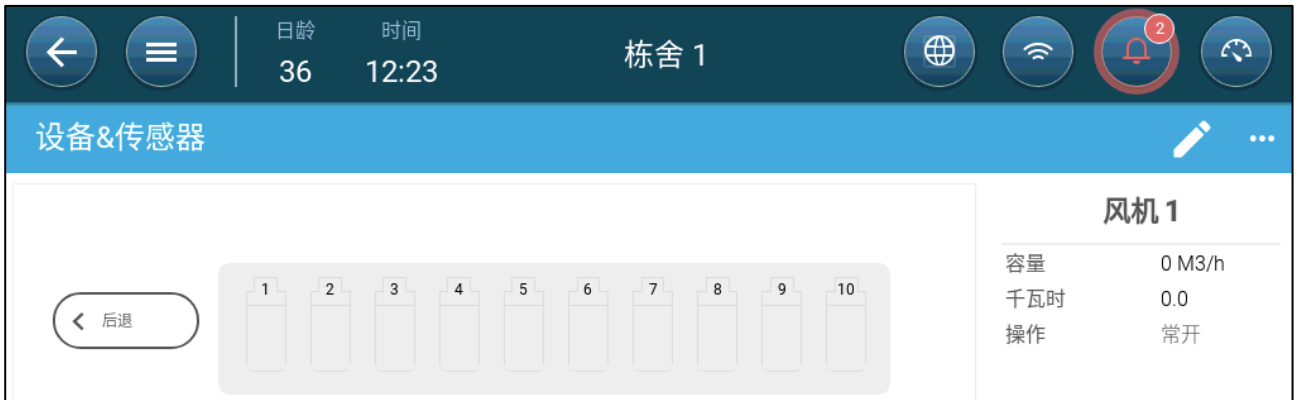 日龄 时间
36 12:23
栋舍 1
2
设备&传感器
后退
1 2 3 4 5 6 7 8 9 10
风机 1
容量 0 M3/h
千瓦时 0.0
操作 常开